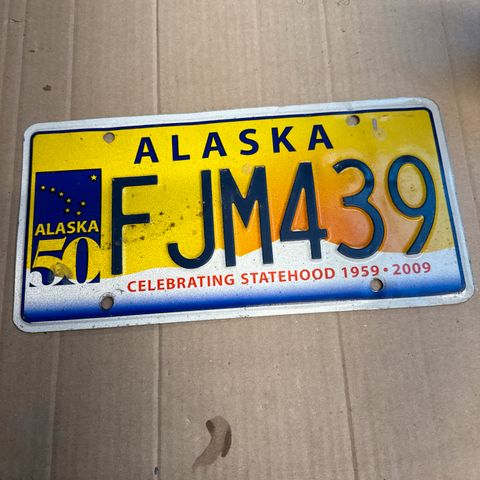 ALASKA
FJM439
ALASKA
50
CELEBRATING STATEHOOD 1959 • 2009